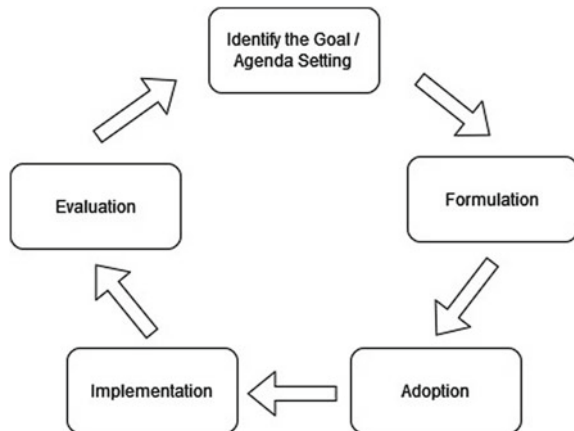 Identify the Goal /
Agenda Setting
Formulation
Adoption
Implementation
Evaluation